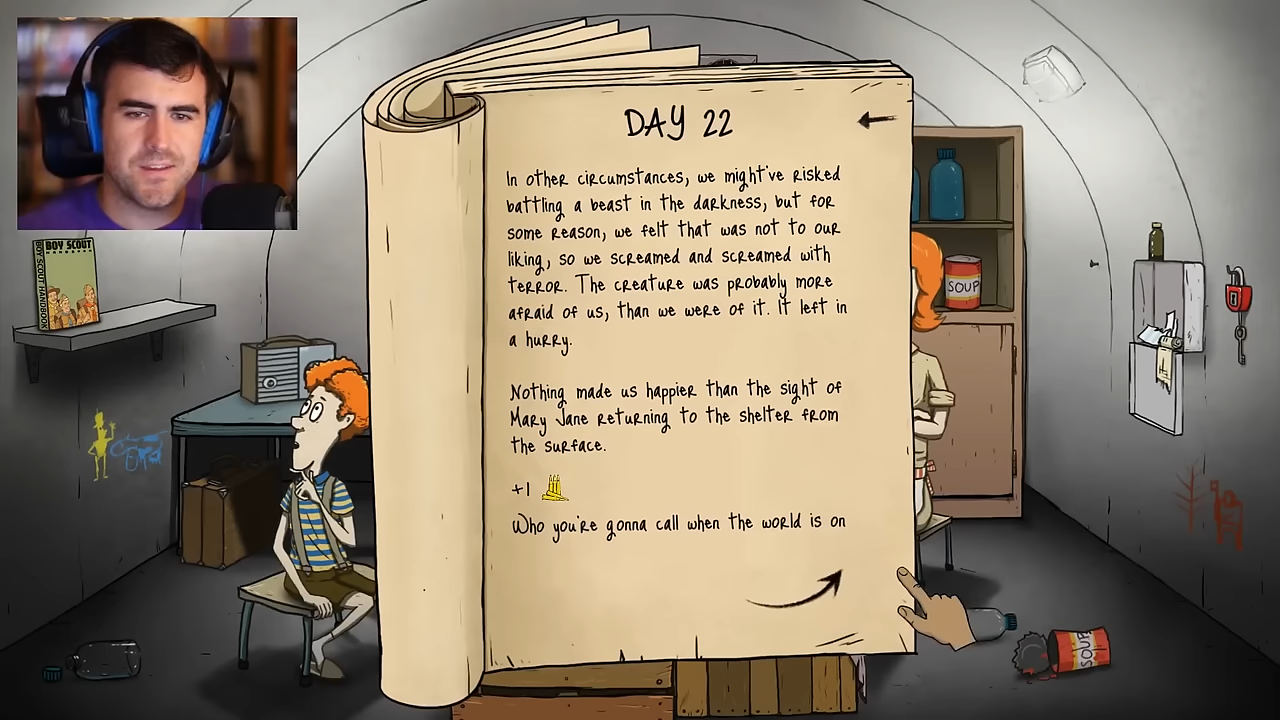 DAY 22
In other circumstances, we might've risked
battling a beast in the darkness, but for
some reason, we felt that was not to our
liking, so we screamed and screamed with
terror. The creature was probably more
afraid of us, than we were of it. It left in
a hurry.
Nothing made us happier than the sight of
Mary Jane returning to the shelter from
the surface.
+1
Who you're gonna call when the world is on
BOY SCOUT
BOY SCOUT HANDBOOK
SOUP
SOUP